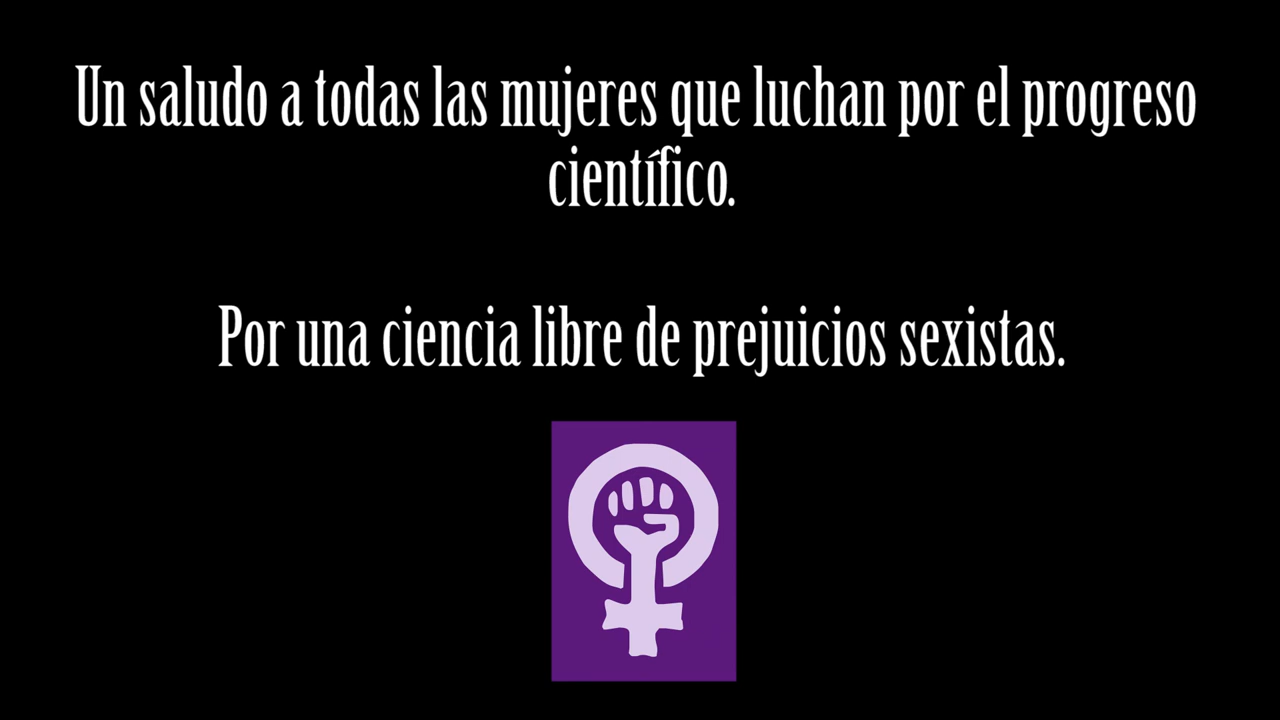 Un saludo a todas las mujeres que luchan por el progreso
científico.
Por una ciencia libre de prejuicios sexistas.